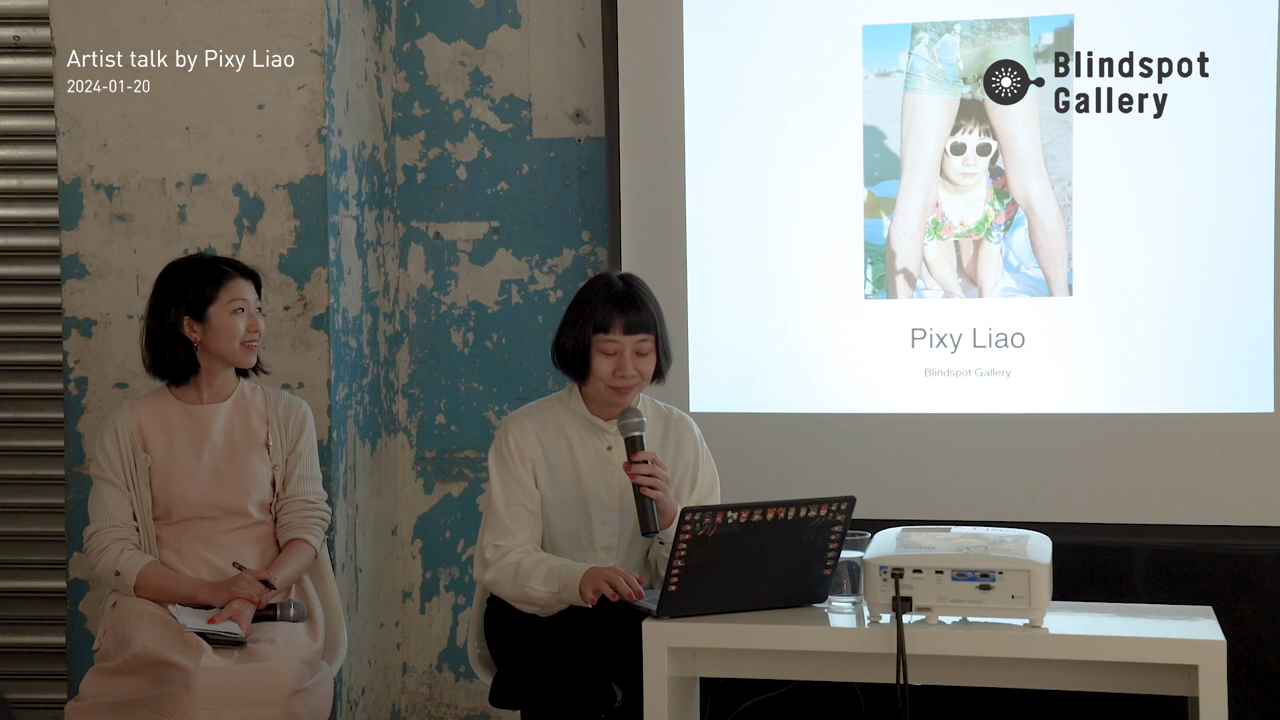 Artist talk by Pixy Liao
2024-01-20
Blindspot
Gallery
Pixy Liao
Blindspot Gallery